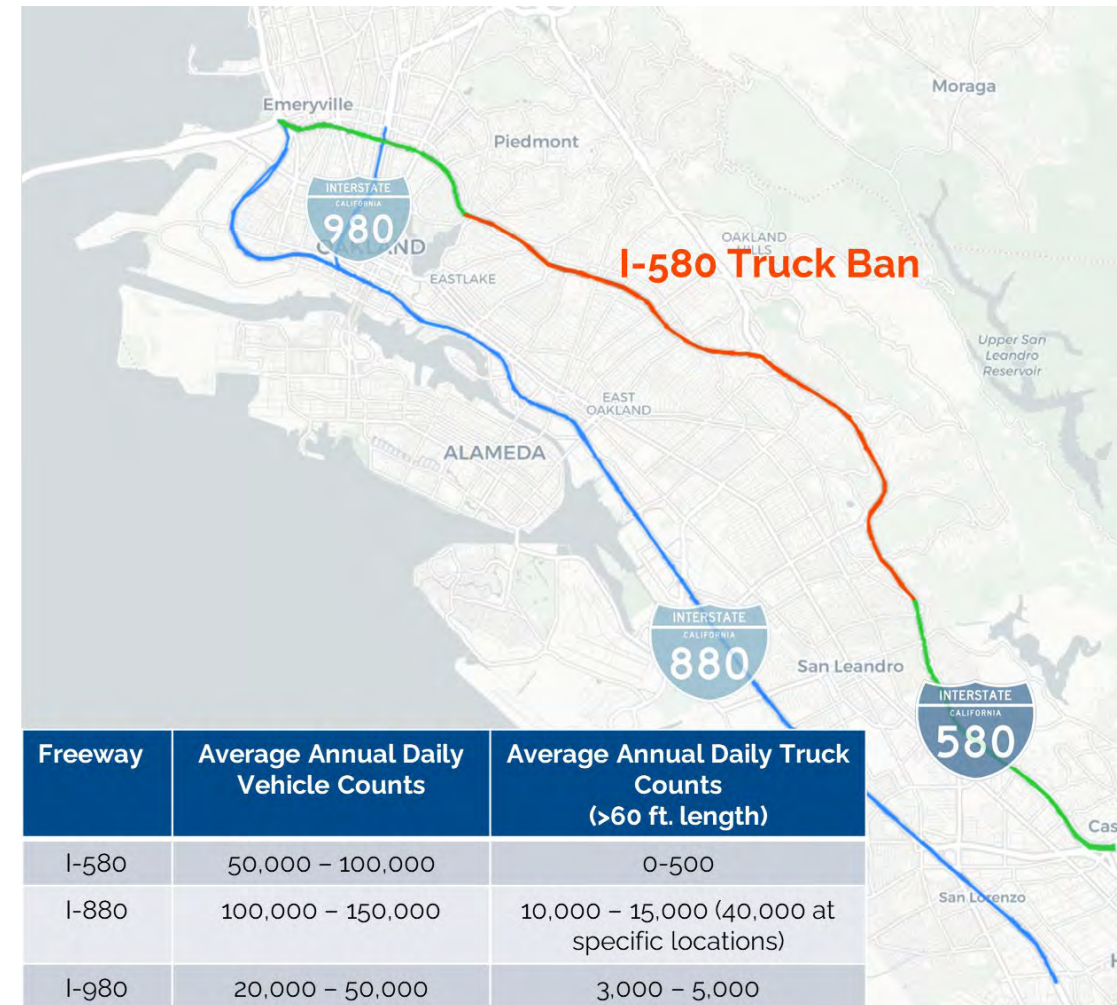 Moraga
Emeryville
Piedmont
INTERSTATE
CALIFORNIA
980
OAKLAND
OAKLAND
HILLS
I-580 Truck Ban
EASTLAKE
Upper San
Leandro
Reservoir
EAST
OAKLAND
ALAMEDA
INTERSTATE
CALIFORNIA
880
San Leandro
INTERSTATE
CALIFORNIA
580
Cas
San Lorenzo
H
Freeway
Average Annual Daily
Vehicle Counts
Average Annual Daily Truck
Counts
(>60 ft. length)
I-580
50,000 – 100,000
0-500
I-880
100,000 – 150,000
10,000 – 15,000 (40,000 at
specific locations)
I-980
20,000 – 50,000
3,000 – 5,000